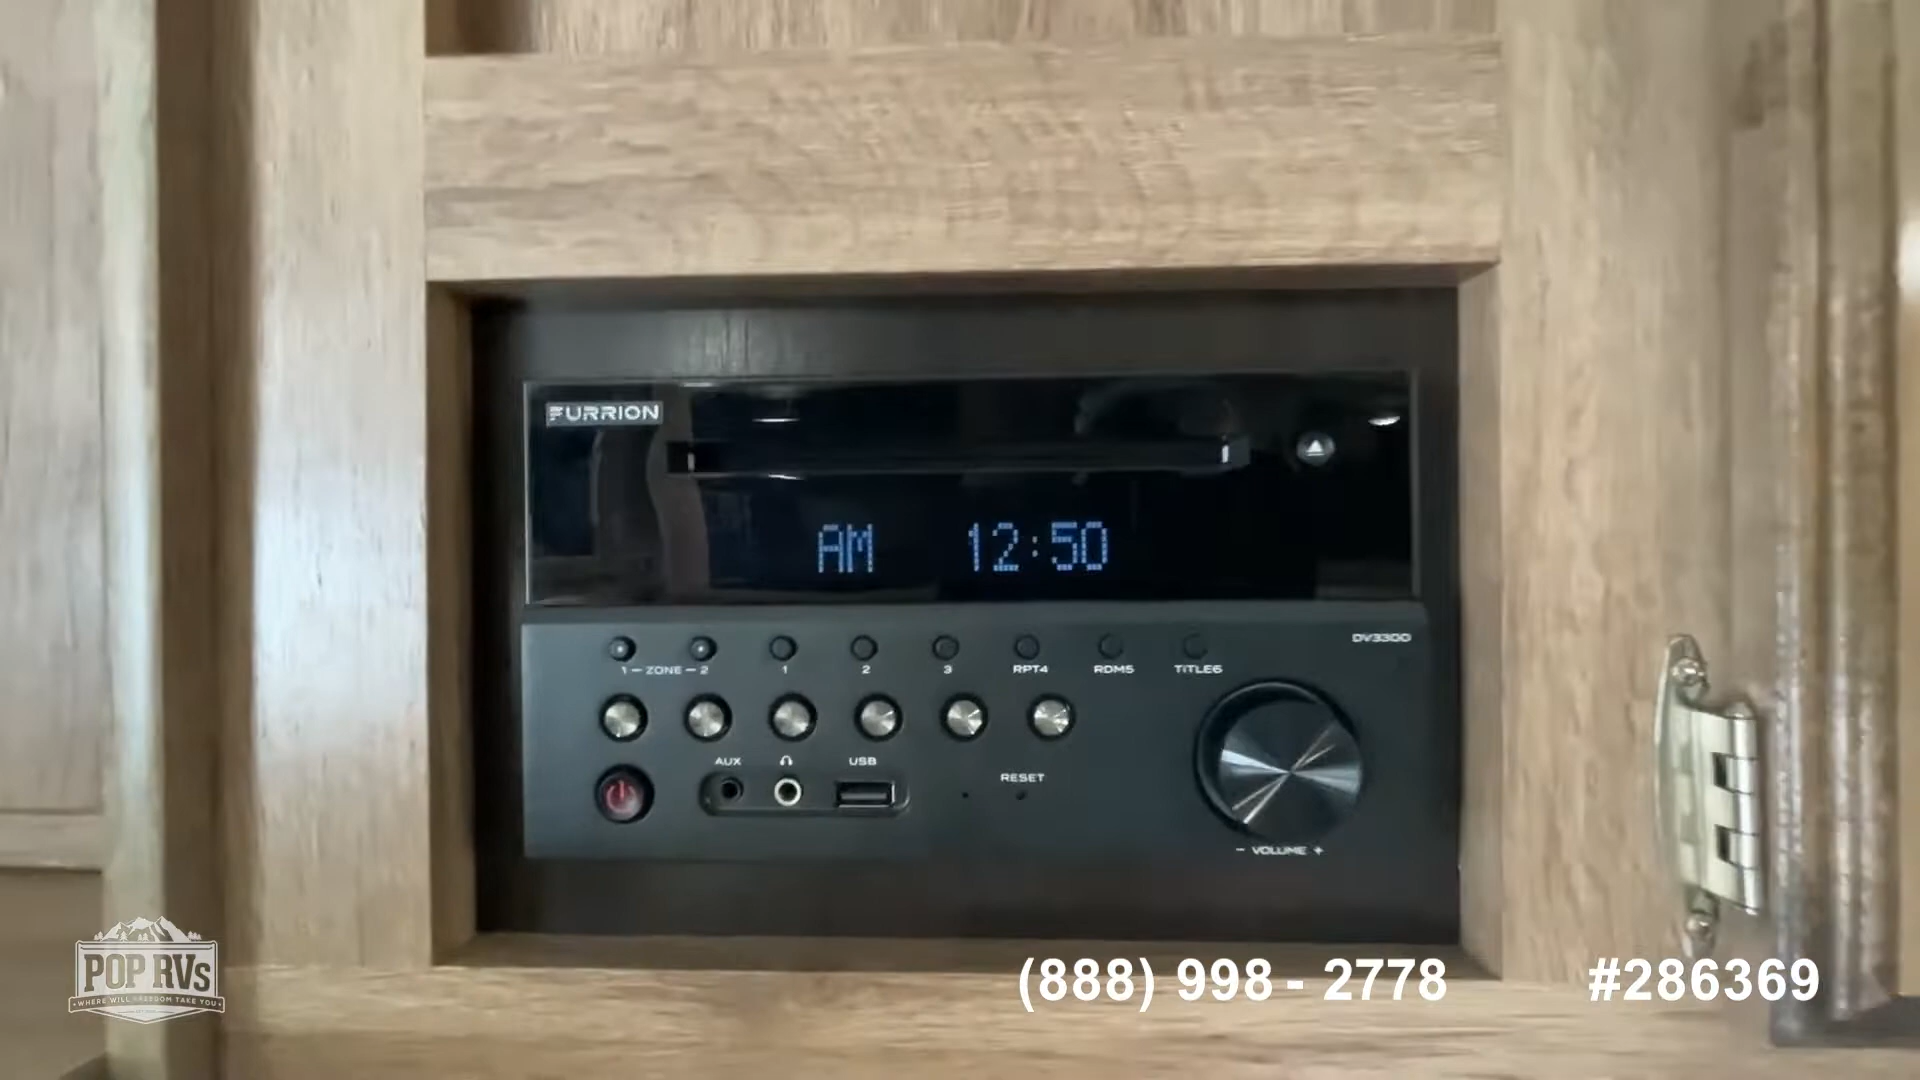 FURRION
AM 12:50
DV3300
1 - ZONE - 2 1 2 3 RPT4 RDM5 TITLE6
AUX USB
RESET
- VOLUME +
POP RVs
WHERE WILL FREEDOM TAKE YOU
(888) 998 - 2778
#286369